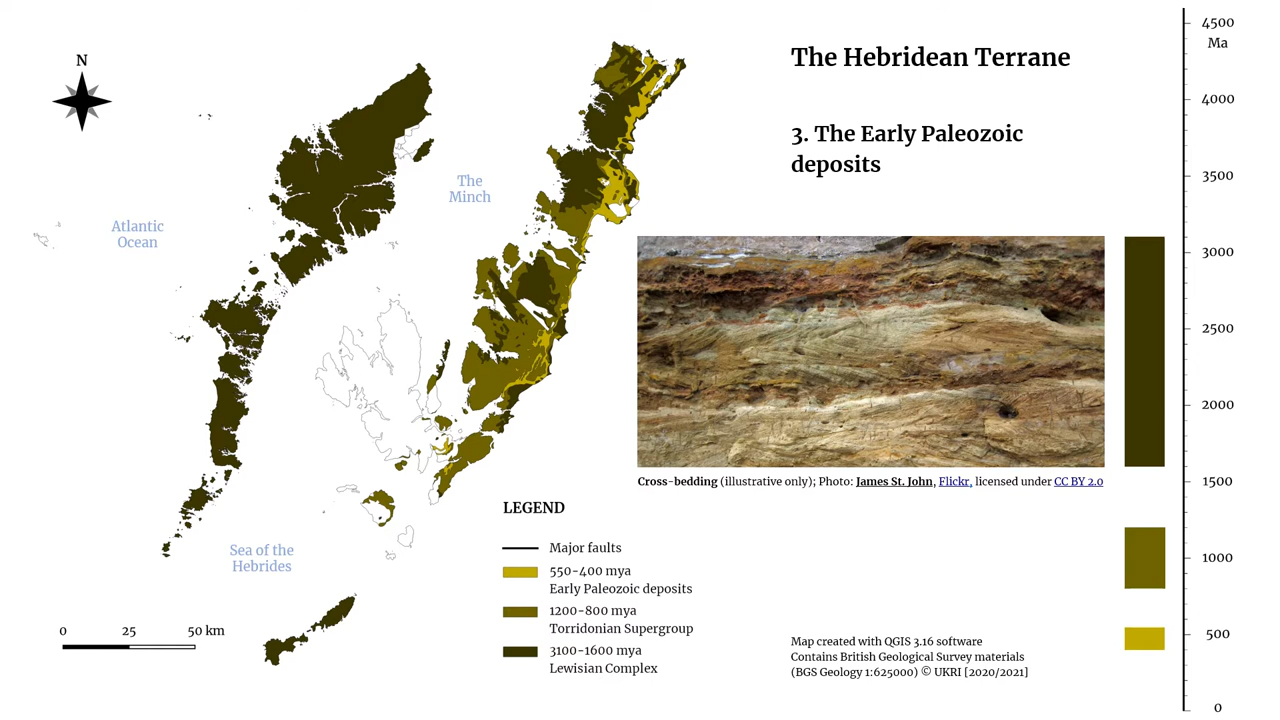 N
The Hebridean Terrane
3. The Early Paleozoic
deposits
The
Minch
Atlantic
Ocean
Sea of the
Hebrides
0 25 50 km
Cross-bedding (illustrative only); Photo: James St. John, Flickr, licensed under CC BY 2.0
LEGEND
Major faults
550-400 mya
Early Paleozoic deposits
1200-800 mya
Torridonian Supergroup
3100-1600 mya
Lewisian Complex
Map created with QGIS 3.16 software
Contains British Geological Survey materials
(BGS Geology 1:625000) © UKRI [2020/2021]
4500
Ma
4000
3500
3000
2500
2000
1500
1000
500
0